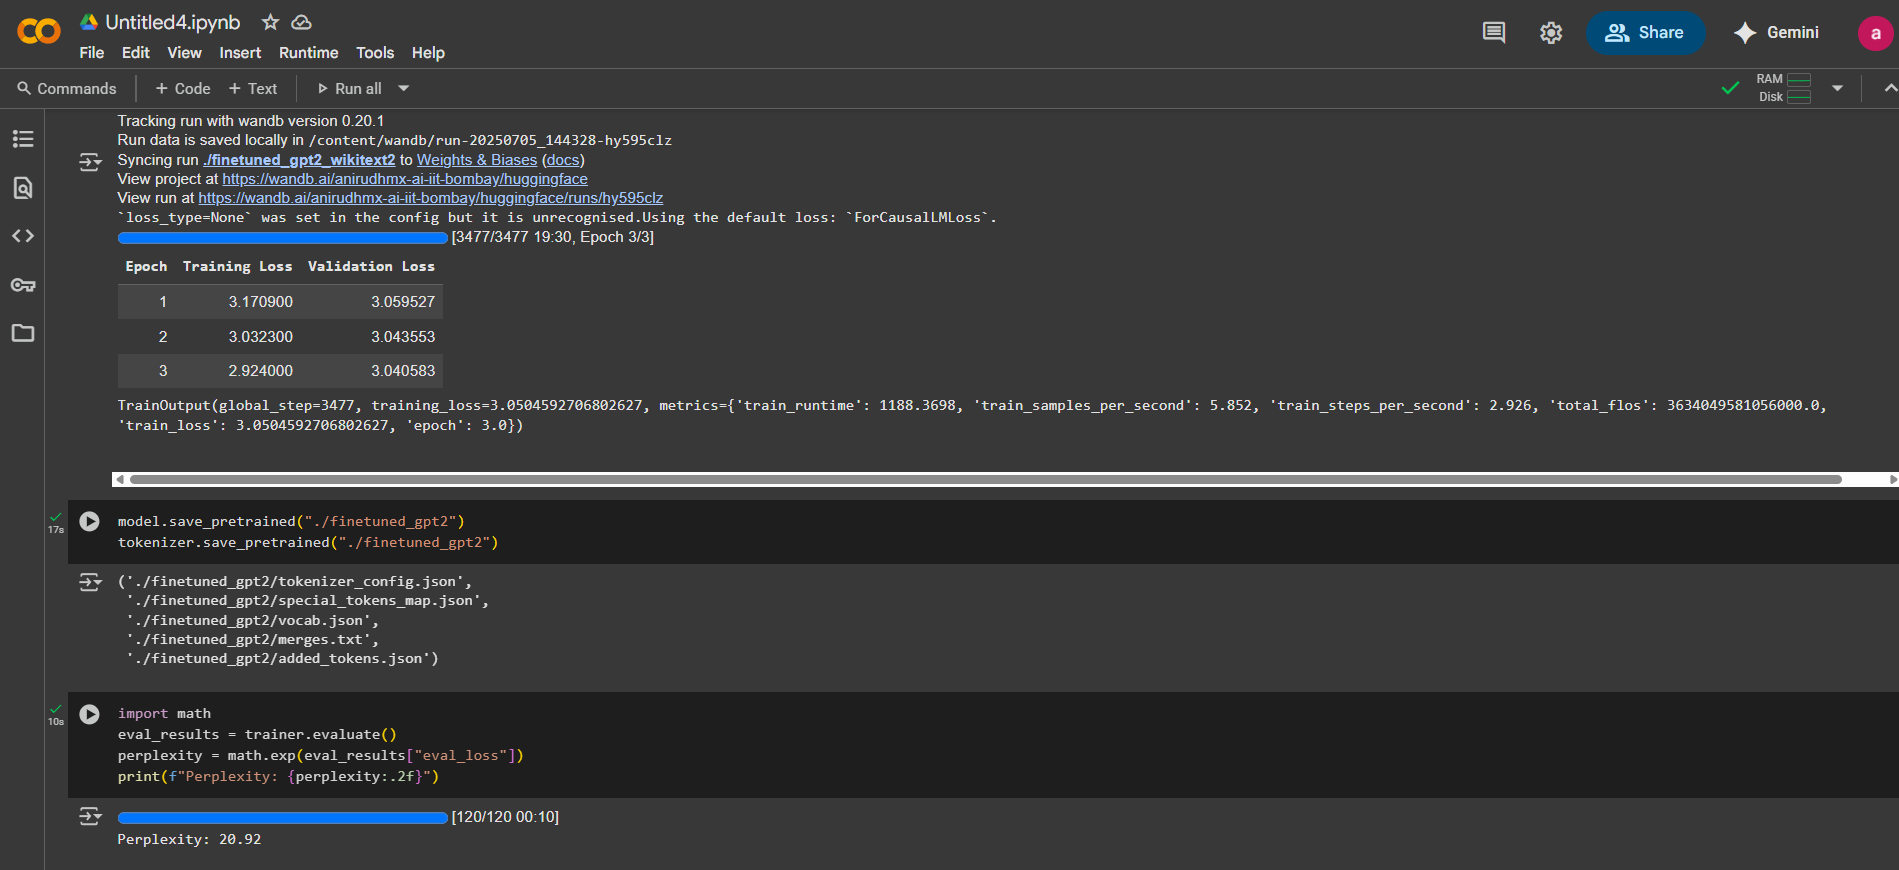 Untitled4.ipynb
File Edit View Insert Runtime Tools Help
Share
Gemini
a
Commands + Code + Text Run all
RAM
Disk
Tracking run with wandb version 0.20.1
Run data is saved locally in /content/wandb/run-20250705_144328-hy595clz
Syncing run ./finetuned_gpt2_wikitext2 to Weights & Biases (docs)
View project at https://wandb.ai/anirudhmx-ai-iit-bombay/huggingface
View run at https://wandb.ai/anirudhmx-ai-iit-bombay/huggingface/runs/hy595clz
`loss_type=None` was set in the config but it is unrecognised.Using the default loss: `ForCausalLMLoss`.
[3477/3477 19:30, Epoch 3/3]
Epoch Training Loss Validation Loss
1 3.170900 3.059527
2 3.032300 3.043553
3 2.924000 3.040583
TrainOutput(global_step=3477, training_loss=3.0504592706802627, metrics={'train_runtime': 1188.3698, 'train_samples_per_second': 5.852, 'train_steps_per_second': 2.926, 'total_flos': 3634049581056000.0,
'train_loss': 3.0504592706802627, 'epoch': 3.0})
17s
model.save_pretrained("./finetuned_gpt2")
tokenizer.save_pretrained("./finetuned_gpt2")
('./finetuned_gpt2/tokenizer_config.json',
'./finetuned_gpt2/special_tokens_map.json',
'./finetuned_gpt2/vocab.json',
'./finetuned_gpt2/merges.txt',
'./finetuned_gpt2/added_tokens.json')
10s
import math
eval_results = trainer.evaluate()
perplexity = math.exp(eval_results["eval_loss"])
print(f"Perplexity: {perplexity:.2f}")
[120/120 00:10]
Perplexity: 20.92